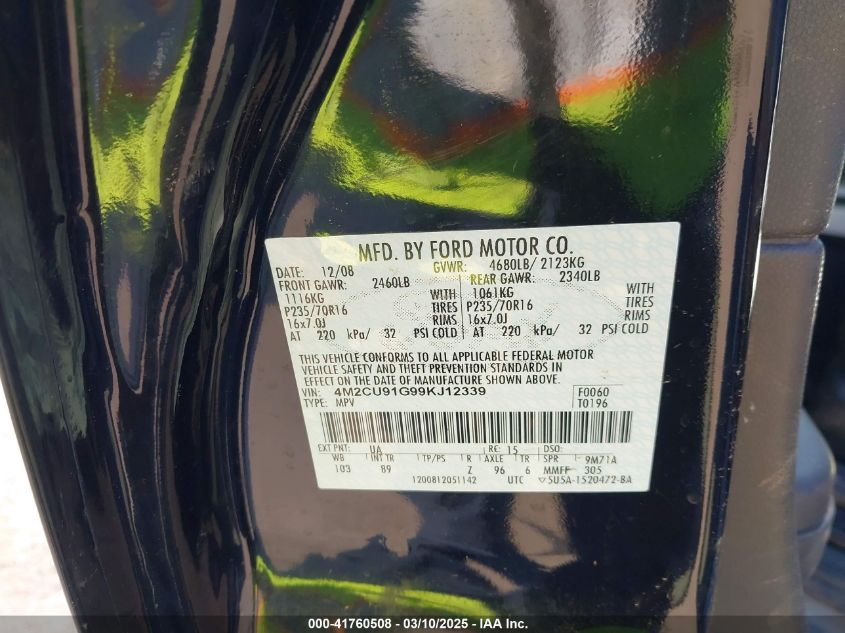 MFD. BY FORD MOTOR CO.
DATE: 12/08 GVWR: 4680LB/ 2123KG
FRONT GAWR: 2460LB REAR GAWR: 2340LB
1116KG WITH 1061KG WITH
P235/70R16 TIRES P235/70R16 TIRES
16x7.0J RIMS 16x7.0J RIMS
AT 220 kPa/ 32 PSI COLD AT 220 kPa/ 32 PSI COLD
THIS VEHICLE CONFORMS TO ALL APPLICABLE FEDERAL MOTOR
VEHICLE SAFETY AND THEFT PREVENTION STANDARDS IN
EFFECT ON THE DATE OF MANUFACTURE SHOWN ABOVE.
VIN: 4M2CU91G99KJ12339 F0060
TYPE: MPV T0196
EXT PNT: UA RC: 15 DSO:
WB INT TR TP/PS R AXLE TR SPR 9M71A
103 89 Z 96 6 MMFF 305
1200812051142 UTC ▽5U5A-1520472-BA
000-41760508 - 03/10/2025 - IAA Inc.